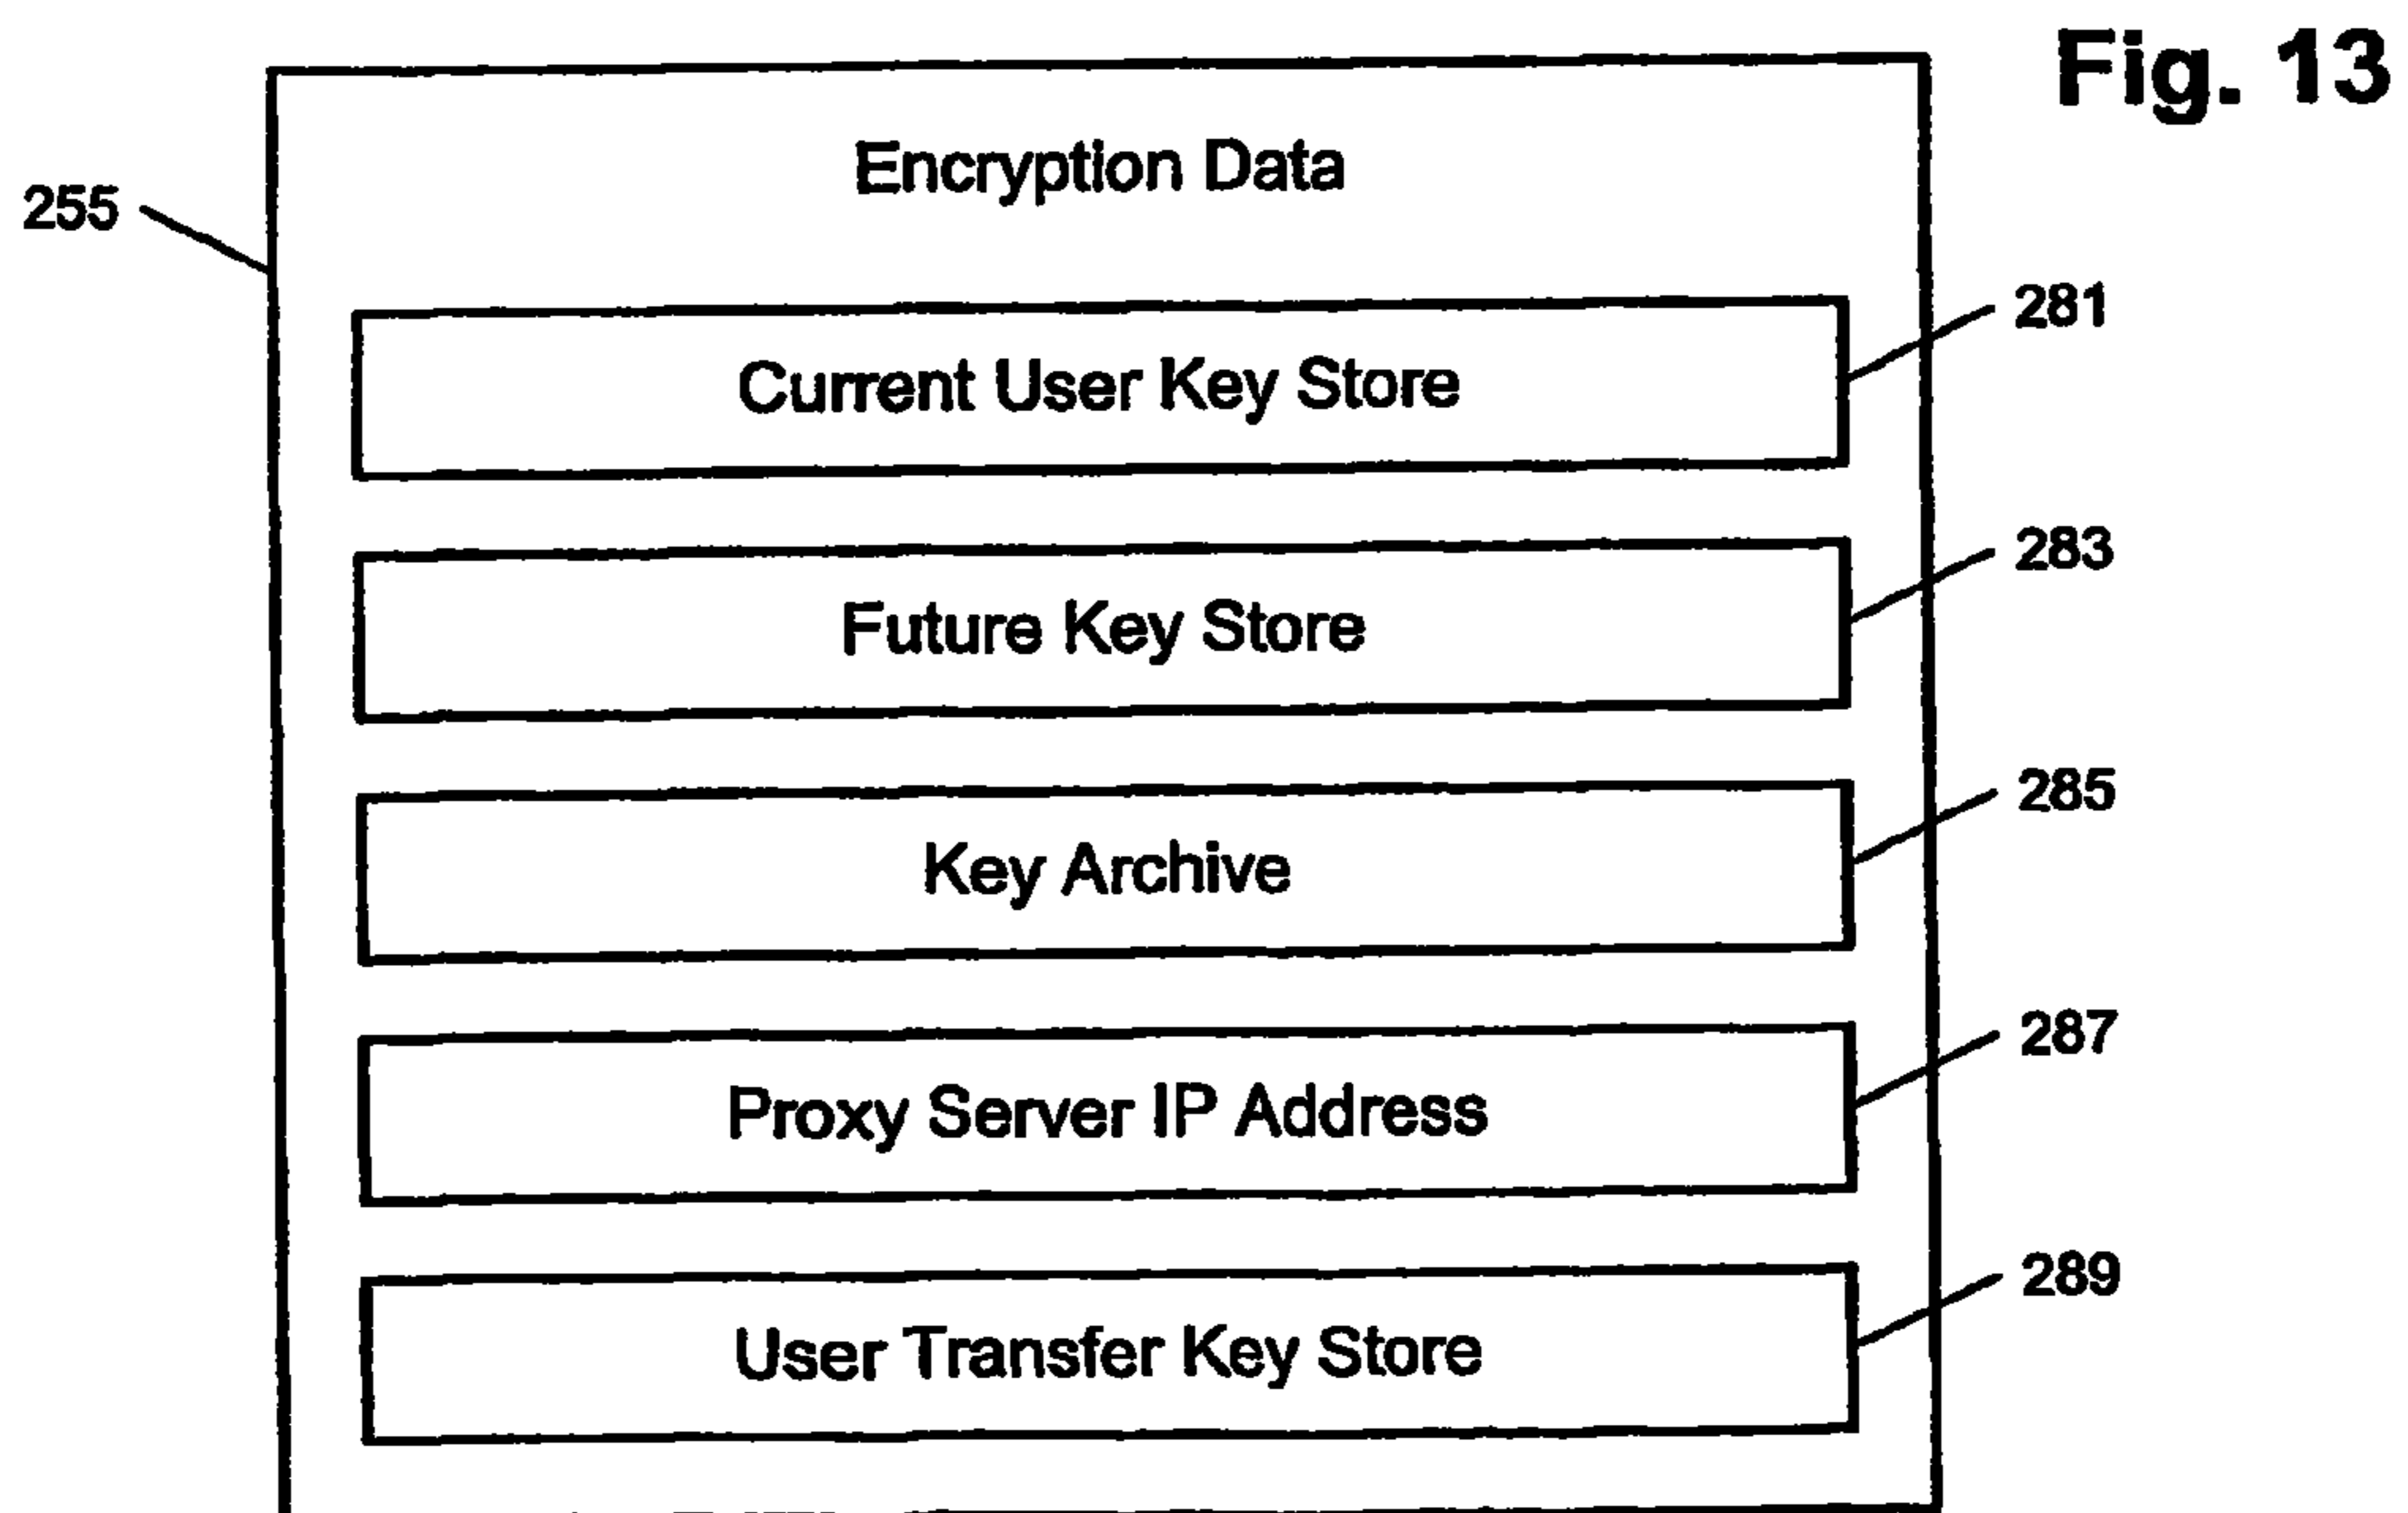 Fig. 13
Encryption Data
255
281
Current User Key Store
283
Future Key Store
285
Key Archive
287
Proxy Server IP Address
289
User Transfer Key Store